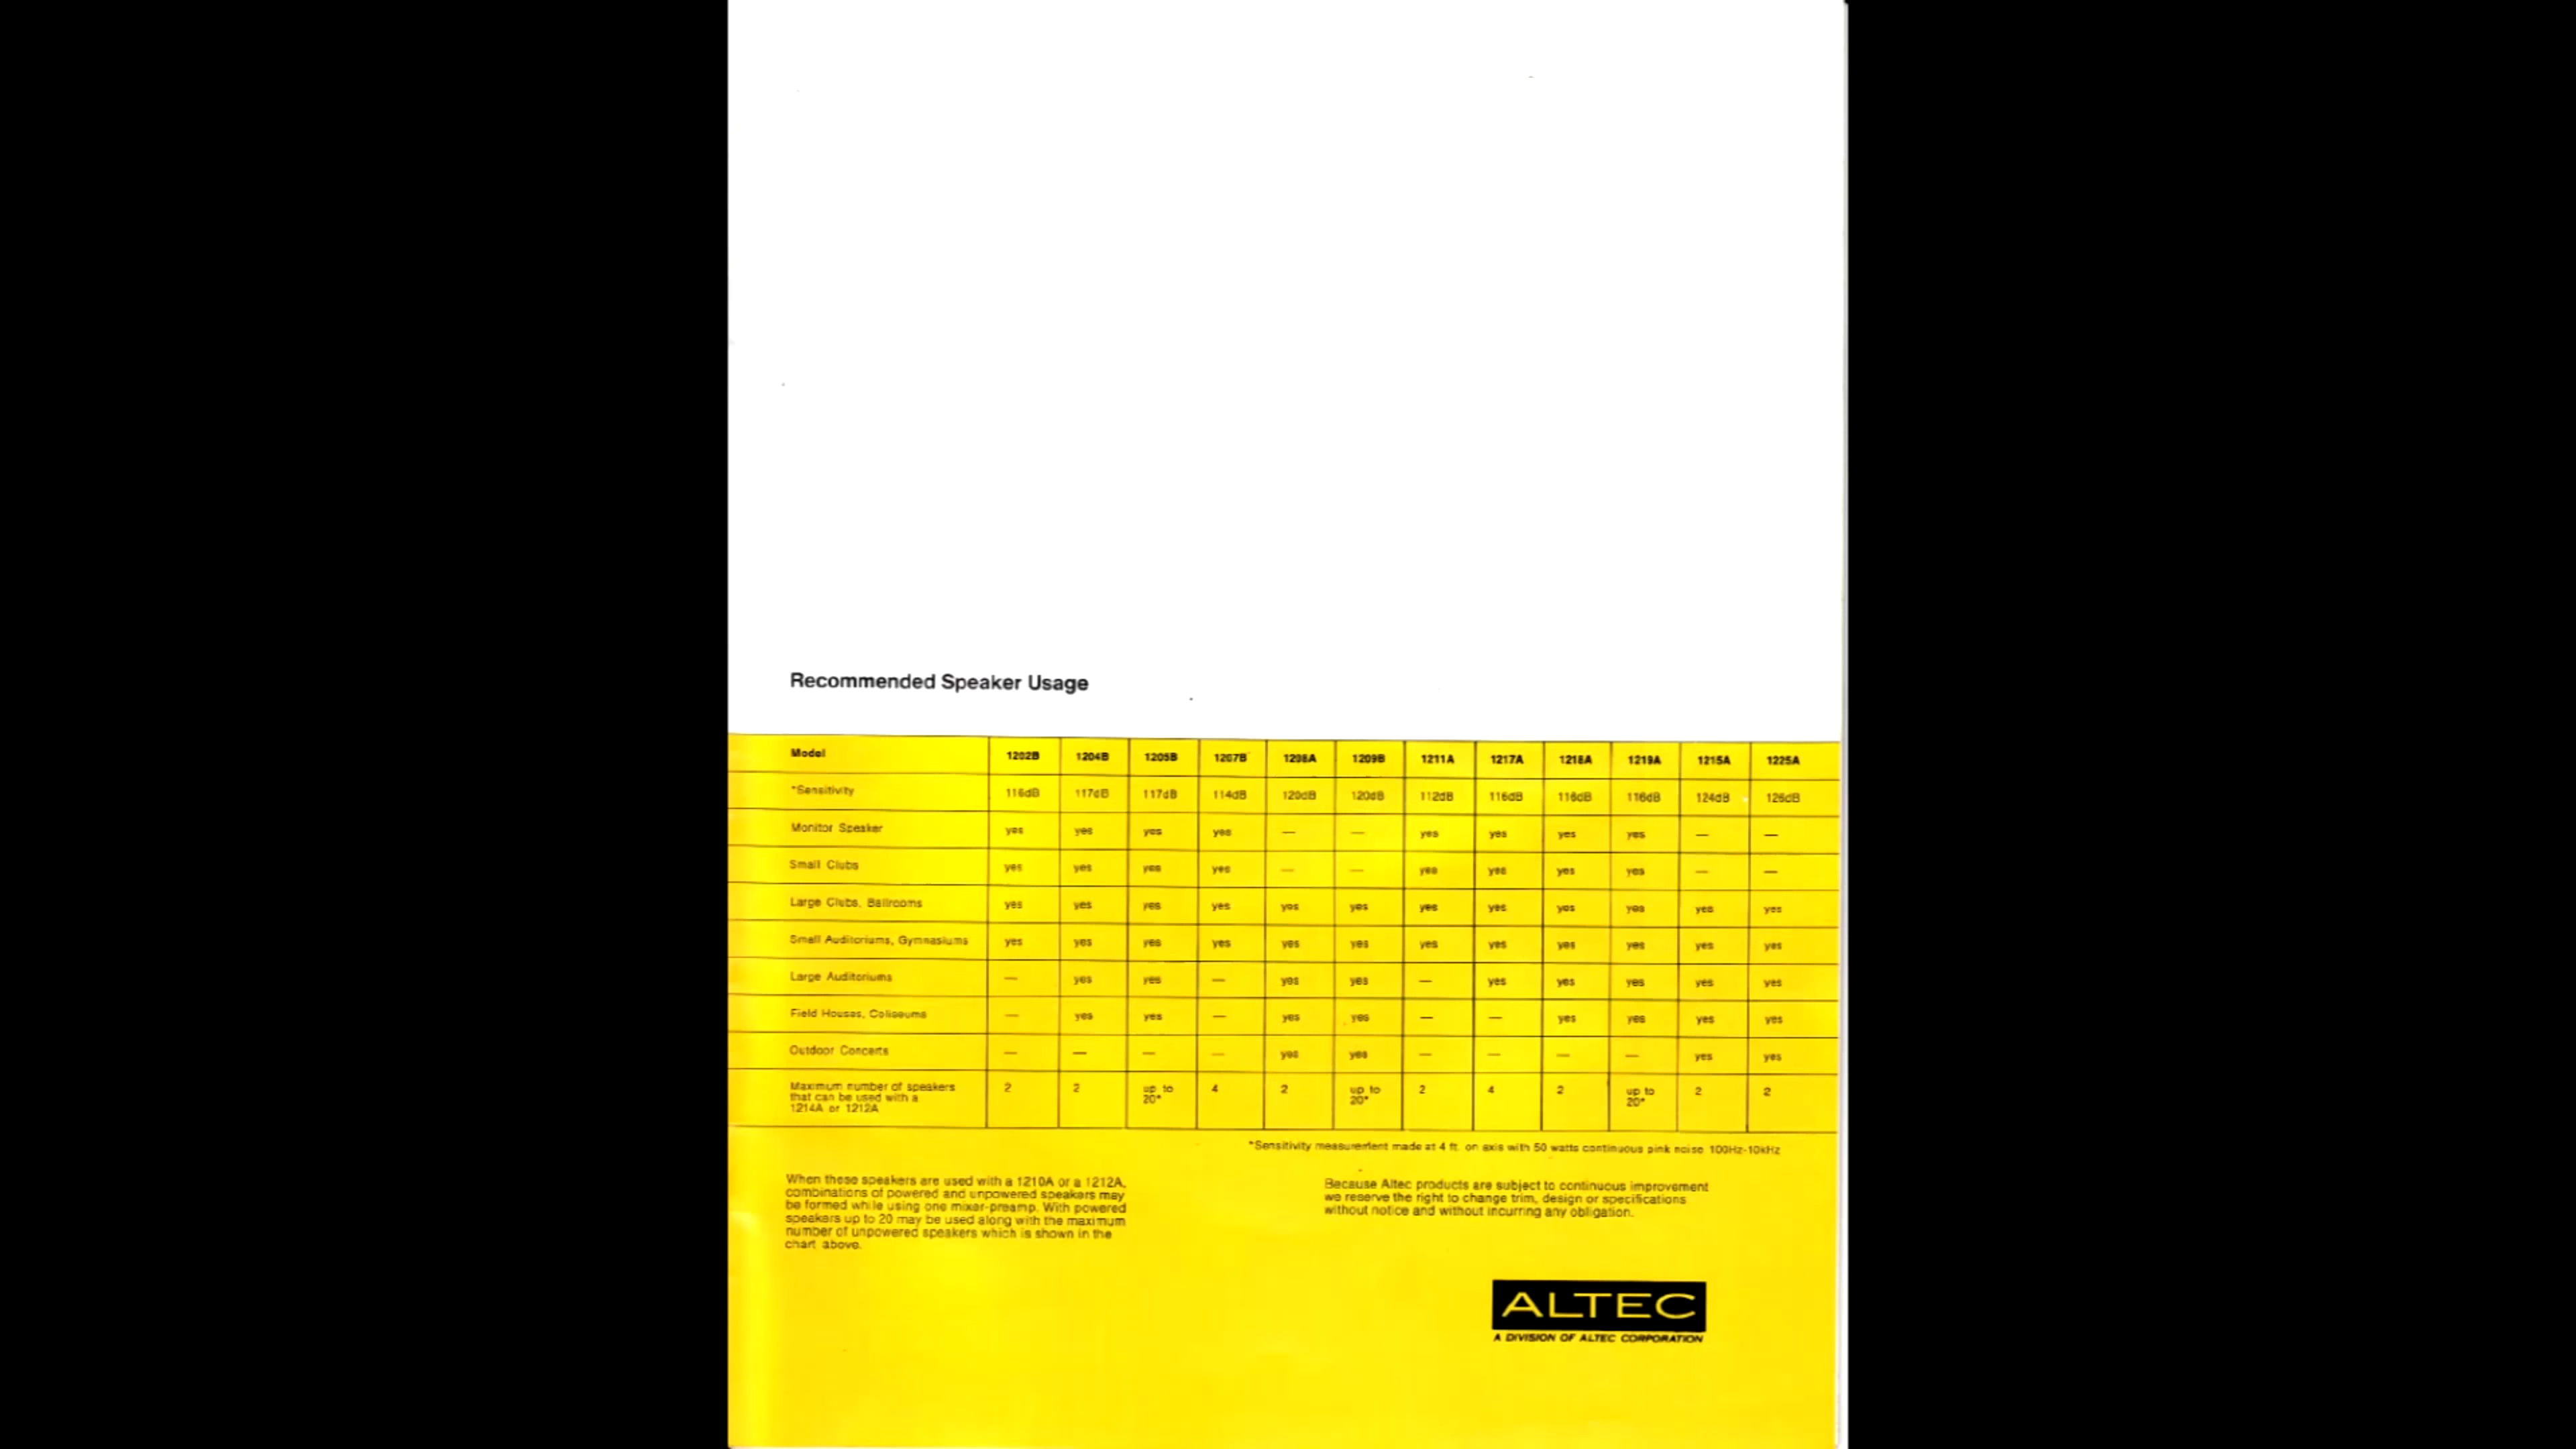 Recommended Speaker Usage
Model 1202B 1204B 1205B 1207B 1208A 1209B 1211A 1217A 1218A 1219A 1215A 1225A
*Sensitivity 116dB 117dB 117dB 114dB 120dB 120dB 112dB 116dB 116dB 116dB 124dB 126dB
Monitor Speaker yes yes yes yes — — yes yes yes yes — —
Small Clubs yes yes yes yes — — yes yes yes yes — —
Large Clubs, Ballrooms yes yes yes yes yes yes yes yes yes yes yes yes
Small Auditoriums, Gymnasiums yes yes yes yes yes yes yes yes yes yes yes yes
Large Auditoriums — yes yes — yes yes — yes yes yes yes yes
Field Houses, Coliseums — yes yes — yes yes — — yes yes yes yes
Outdoor Concerts — — — — yes yes — — — — yes yes
Maximum number of speakers
that can be used with a
1214A or 1212A 2 2 up to 20* 4 2 up to 20* 2 4 2 up to 20* 2 2
*Sensitivity measurement made at 4 ft. on axis with 50 watts continuous pink noise 100Hz-10kHz
When these speakers are used with a 1210A or a 1212A,
combinations of powered and unpowered speakers may
be formed while using one mixer-preamp. With powered
speakers up to 20 may be used along with the maximum
number of unpowered speakers which is shown in the
chart above.
Because Altec products are subject to continuous improvement
we reserve the right to change trim, design or specifications
without notice and without incurring any obligation.
ALTEC
A DIVISION OF ALTEC CORPORATION